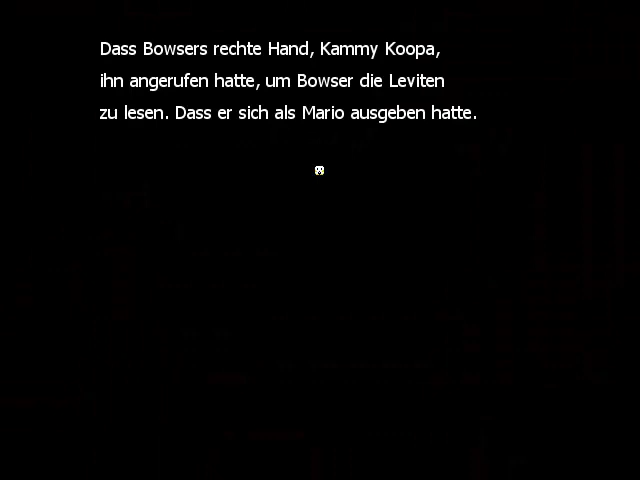 Dass Bowsers rechte Hand, Kammy Koopa,
ihn angerufen hatte, um Bowser die Leviten
zu lesen. Dass er sich als Mario ausgeben hatte.